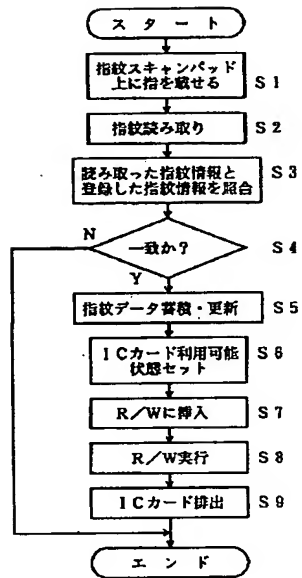 スタート
指紋スキャンパッド
上に指を載せる
S1
指紋読み取り
S2
読み取った指紋情報と
登録した指紋情報を照合
S3
N
一致か?
S4
Y
指紋データ蓄積・更新
S5
ICカード利用可能
状態セット
S6
R/Wに挿入
S7
R/W実行
S8
ICカード排出
S9
エンド